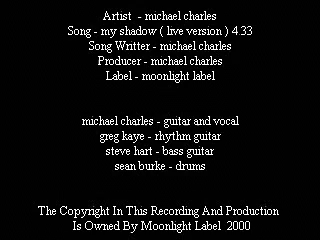 Artist - michael charles
Song - my shadow ( live version ) 4.33
Song Writter - michael charles
Producer - michael charles
Label - moonlight label
michael charles - guitar and vocal
greg kaye - rhythm guitar
steve hart - bass guitar
sean burke - drums
The Copyright In This Recording And Production
Is Owned By Moonlight Label 2000